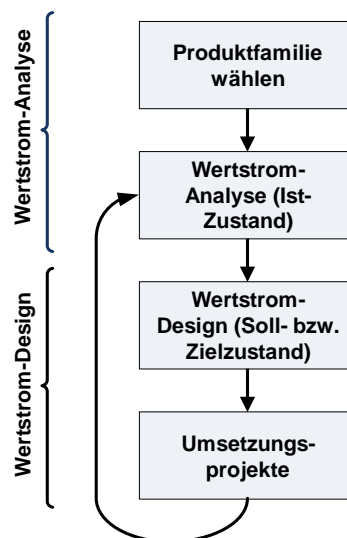 Wertstrom-Analyse
Produktfamilie
wählen
Wertstrom-
Analyse (Ist-
Zustand)
Wertstrom-Design
Wertstrom-
Design (Soll- bzw.
Zielzustand)
Umsetzungs-
projekte